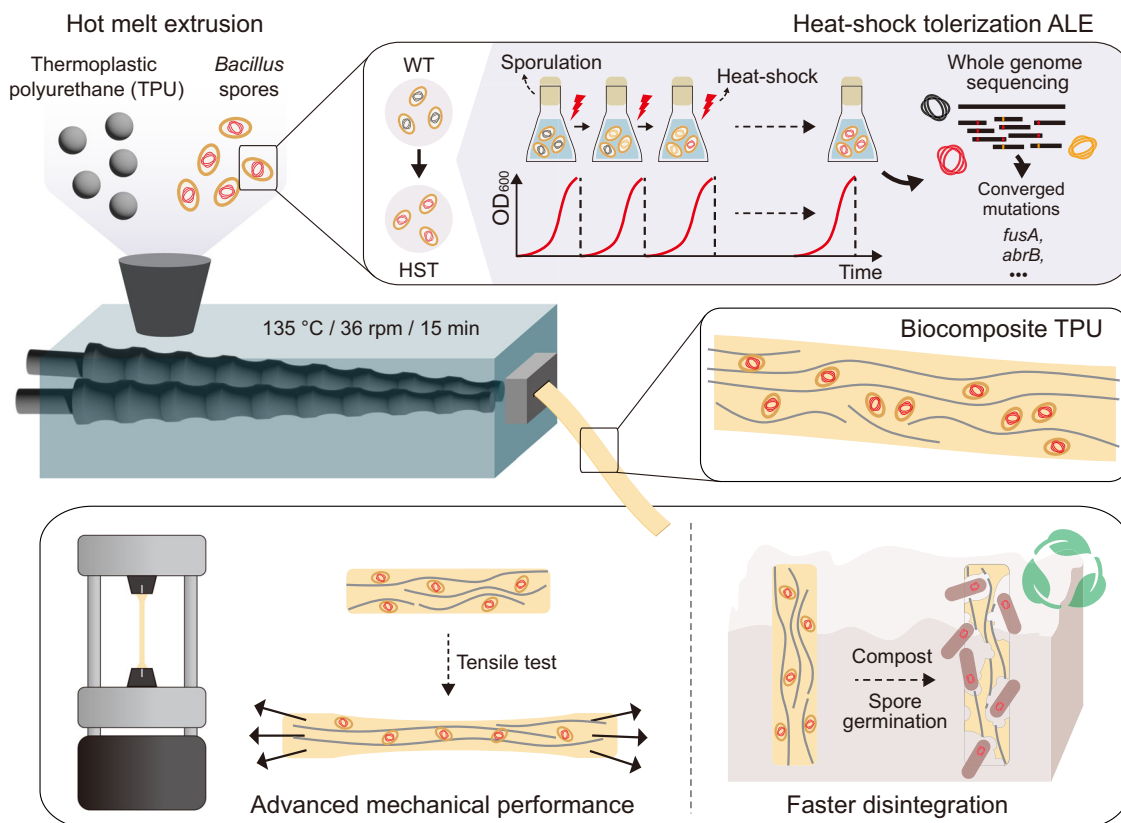 Hot melt extrusion
Thermoplastic
polyurethane (TPU)
Bacillus
spores
Heat-shock tolerization ALE
WT
HST
Sporulation
Heat-shock
OD600
Time
Whole genome
sequencing
Converged
mutations
fusA,
abrB,
•••
135 °C / 36 rpm / 15 min
Biocomposite TPU
Tensile test
Advanced mechanical performance
Compost
Spore
germination
Faster disintegration